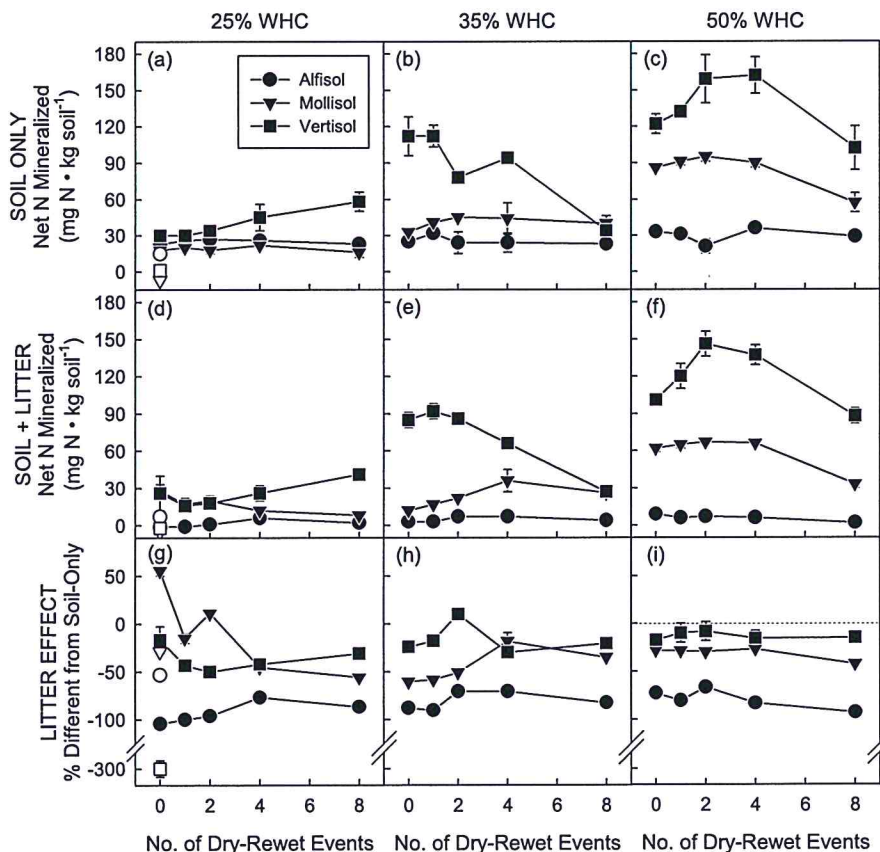 25% WHC
35% WHC
50% WHC
SOIL ONLY
Net N Mineralized
(mg N • kg soil⁻¹)
180
150
120
90
60
30
0
(a)
Alfisol
Mollisol
Vertisol
(b)
(c)
SOIL + LITTER
Net N Mineralized
(mg N • kg soil⁻¹)
180
150
120
90
60
30
0
(d)
(e)
(f)
LITTER EFFECT
% Different from Soil-Only
50
0
-50
-100
-300
(g)
(h)
(i)
0 2 4 6 8
0 2 4 6 8
0 2 4 6 8
No. of Dry-Rewet Events
No. of Dry-Rewet Events
No. of Dry-Rewet Events